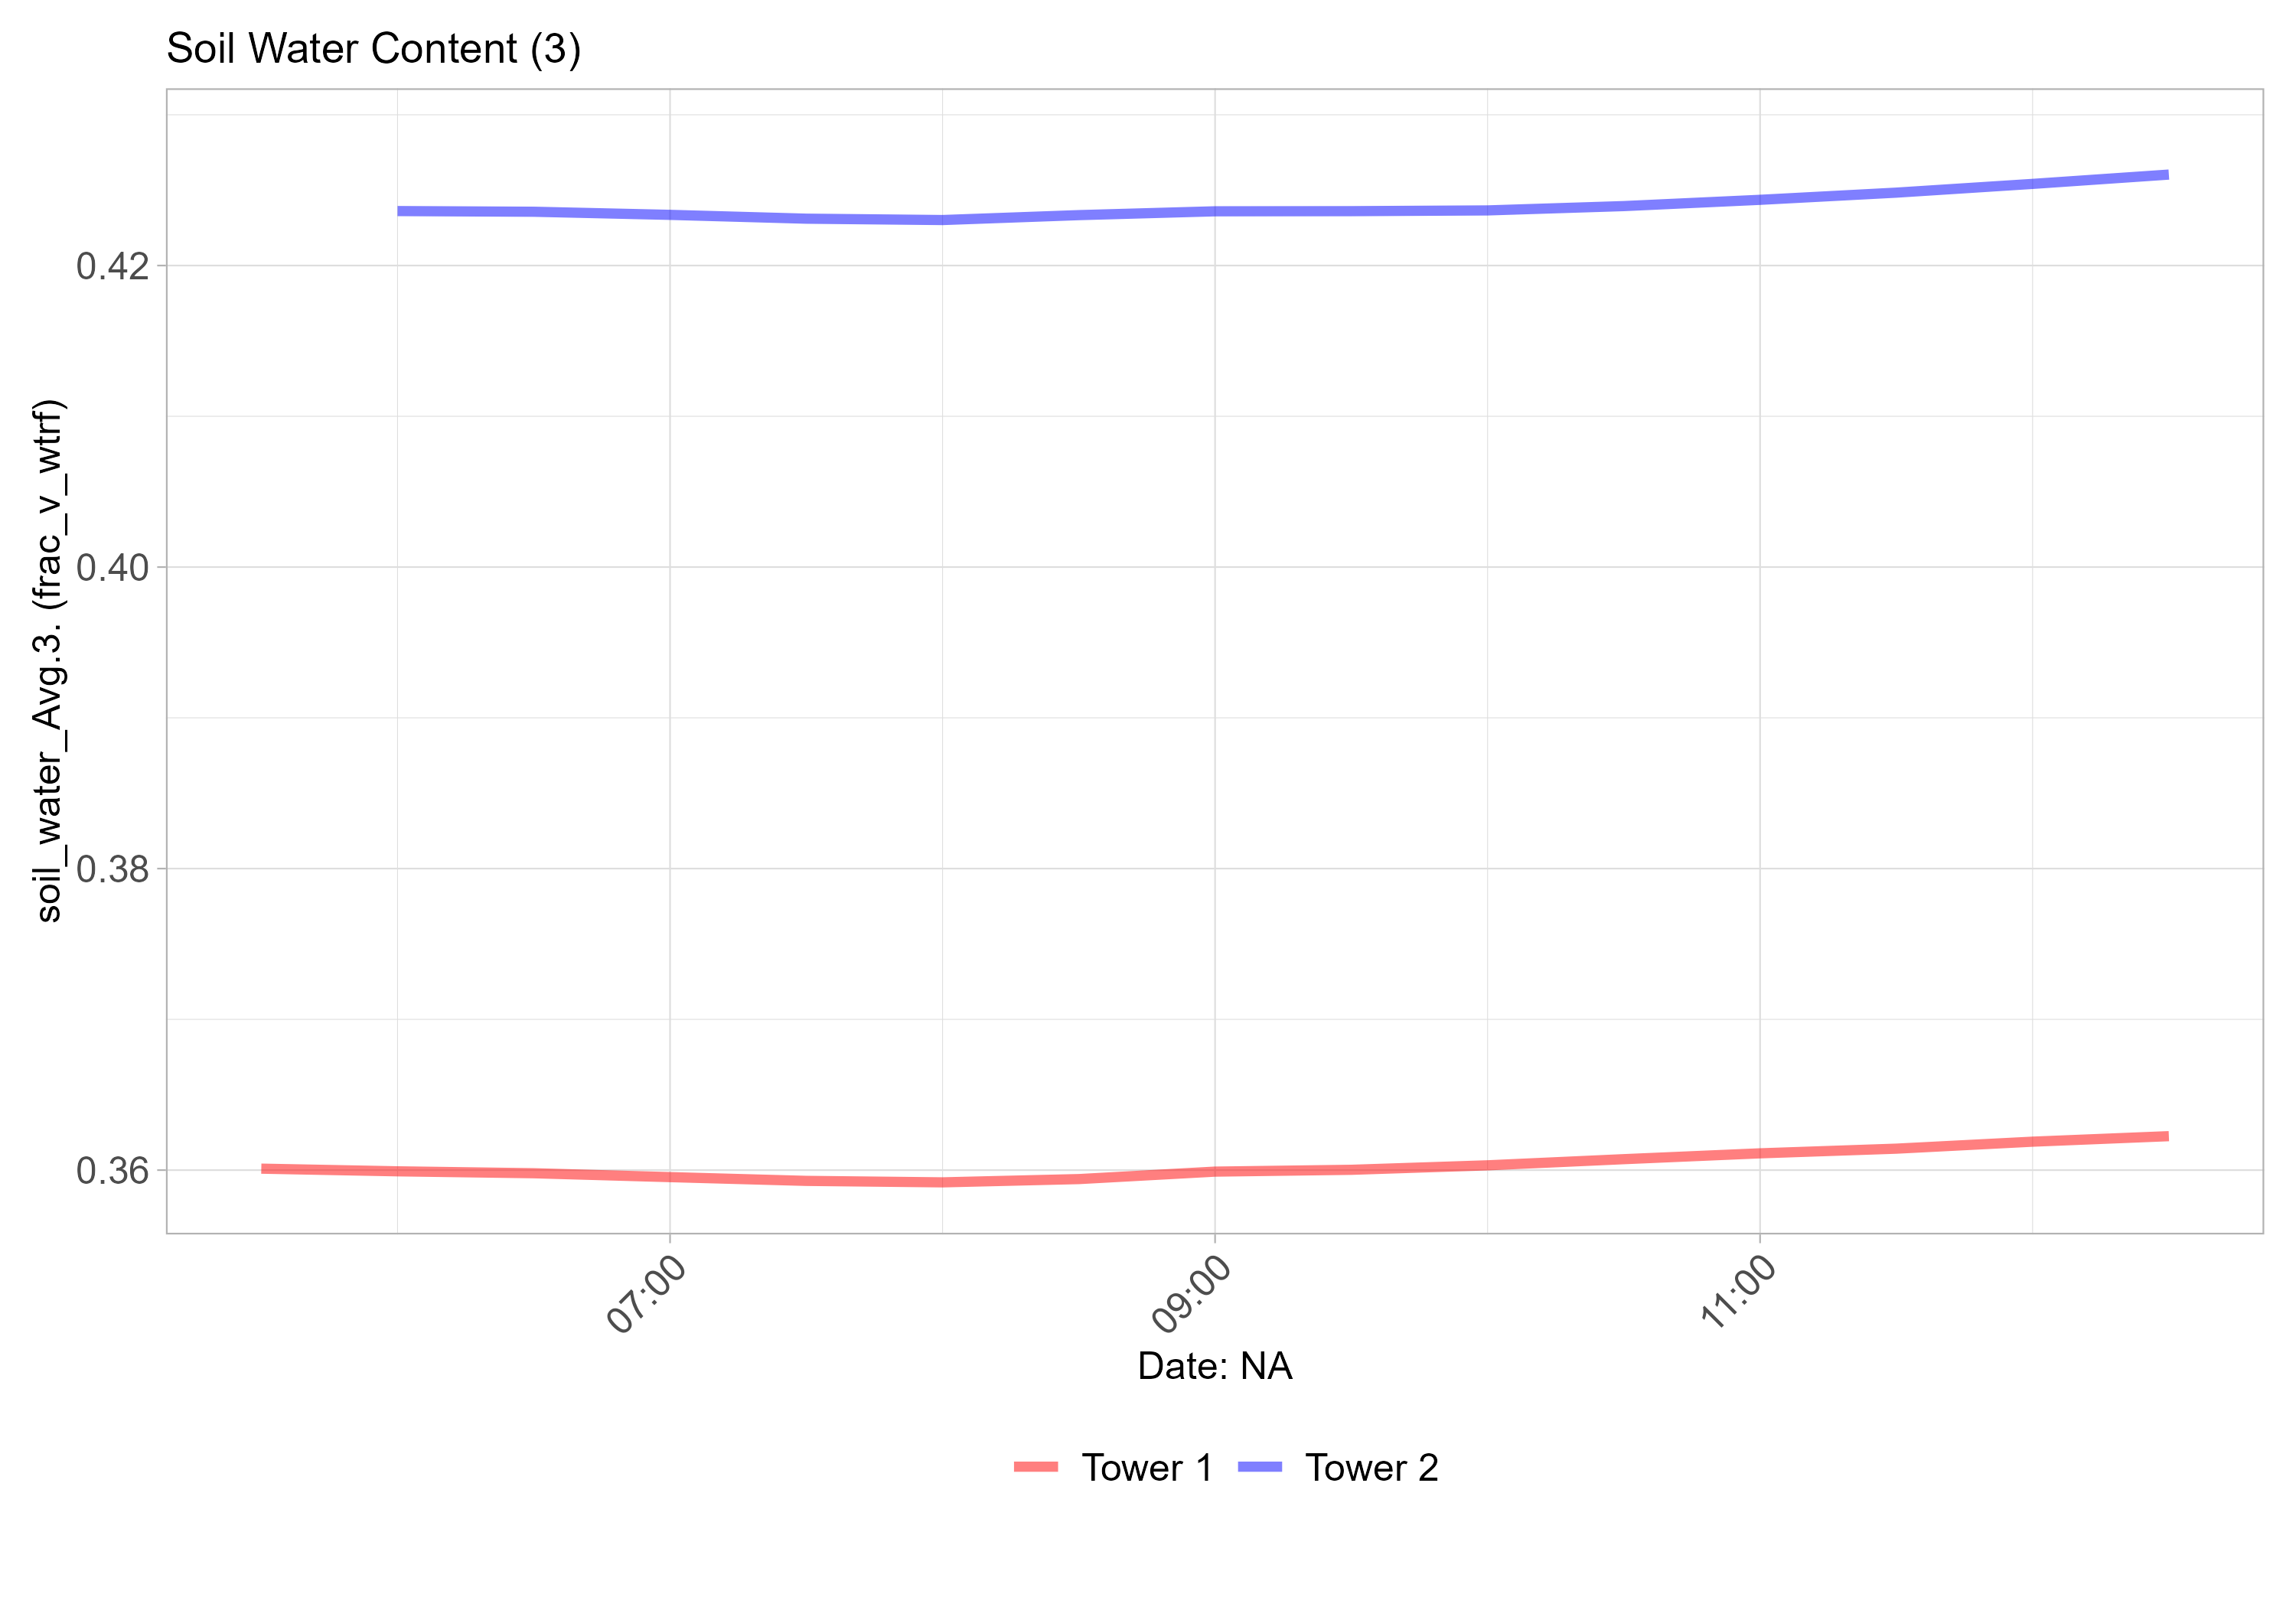 Soil Water Content (3)
soil_water_Avg.3. (frac_v_wtrf)
0.42
0.40
0.38
0.36
07:00
09:00
11:00
Date: NA
Tower 1
Tower 2